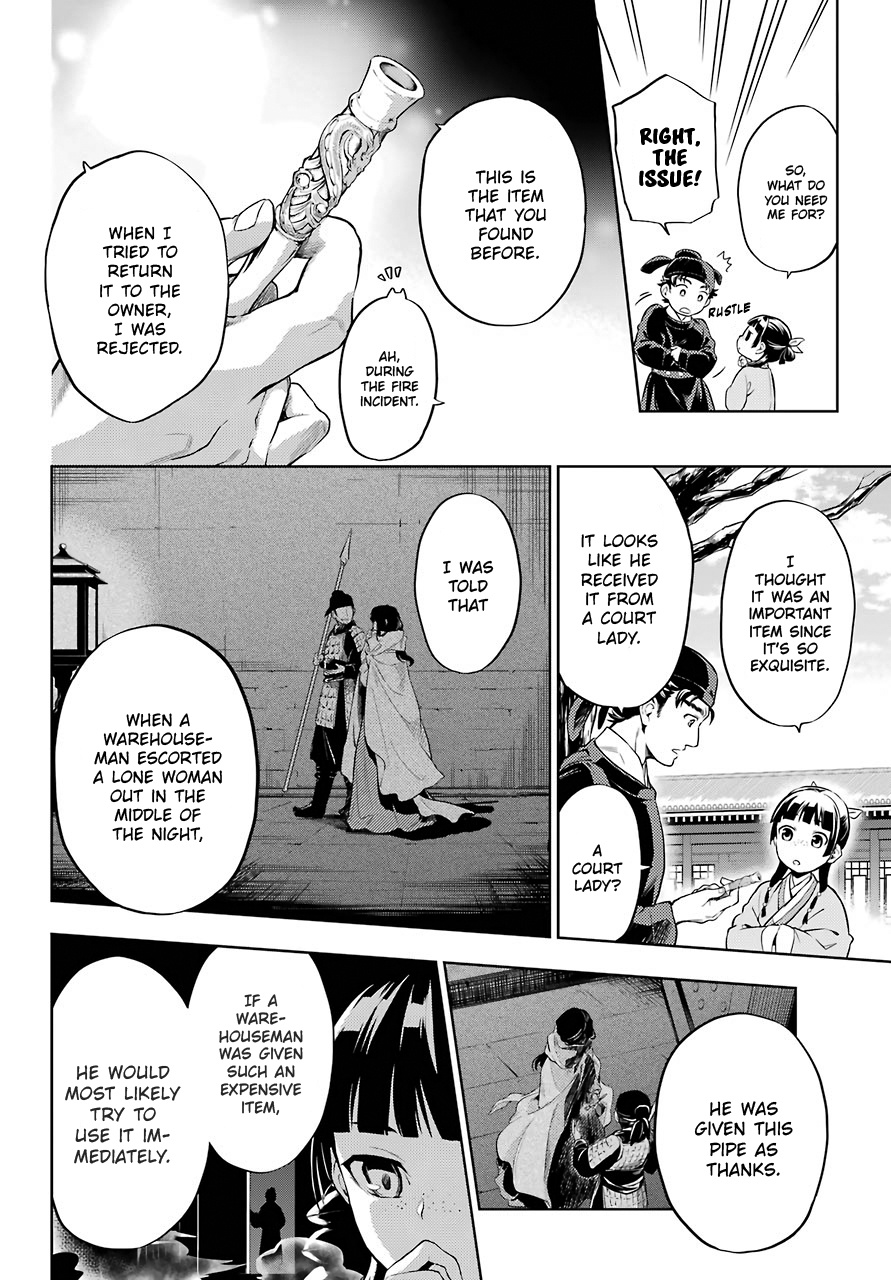 SO,
WHAT DO
YOU NEED
ME FOR?
RIGHT,
THE
ISSUE!
RUSTLE
THIS IS
THE ITEM
THAT YOU
FOUND
BEFORE.
AH,
DURING
THE FIRE
INCIDENT.
WHEN I
TRIED TO
RETURN
IT TO THE
OWNER,
I WAS
REJECTED.
I
THOUGHT
IT WAS AN
IMPORTANT
ITEM SINCE
IT'S SO
EXQUISITE.
IT LOOKS
LIKE HE
RECEIVED
IT FROM
A COURT
LADY.
A
COURT
LADY?
I WAS
TOLD
THAT
WHEN A
WAREHOUSE-
MAN ESCORTED
A LONE WOMAN
OUT IN THE
MIDDLE OF
THE NIGHT,
HE WAS
GIVEN THIS
PIPE AS
THANKS.
IF A
WARE-
HOUSEMAN
WAS GIVEN
SUCH AN
EXPENSIVE
ITEM,
HE WOULD
MOST LIKELY
TRY TO
USE IT IM-
MEDIATELY.